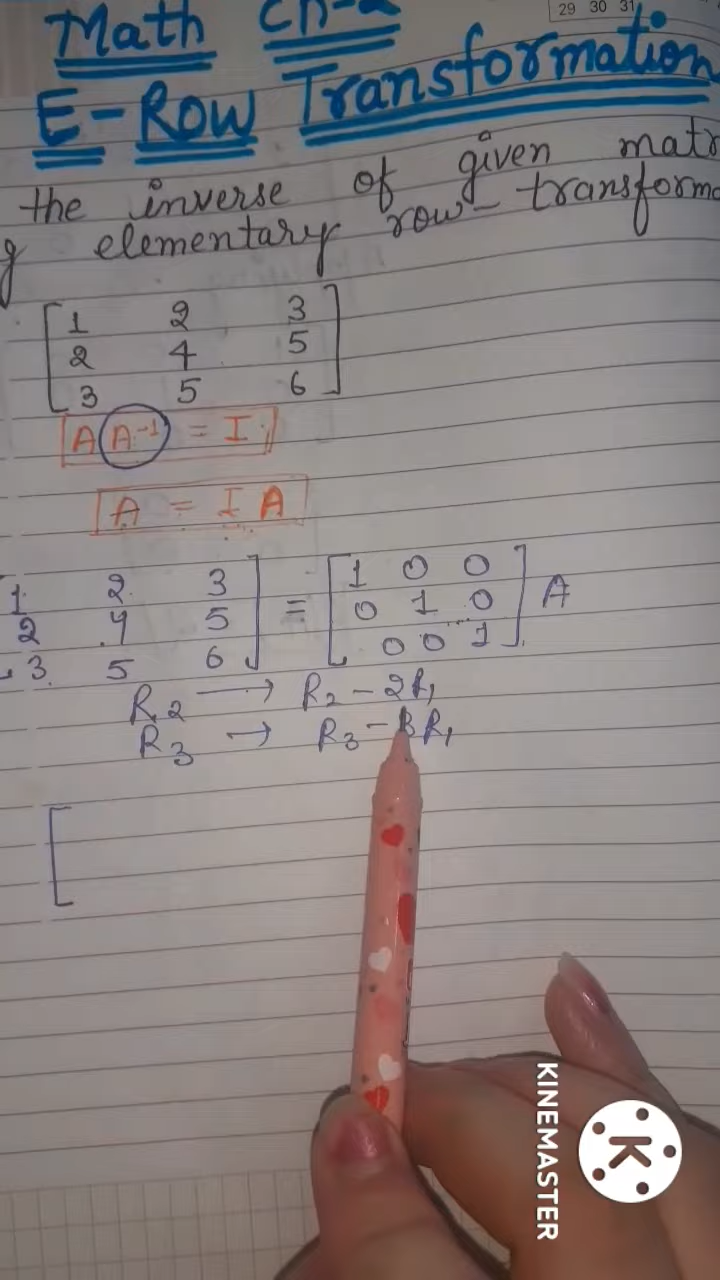 29 30 31
Math Ch-2
E-Row Transformation
the inverse of given matr
g elementary row-transforma
1 2 3
2 4 5
3 5 6
A A⁻¹ = I
A = I A
1 2 3 = 1 0 0 A
2 4 5 0 1 0
3 5 6 0 0 1
R₂ → R₂ - 2R₁
R₃ → R₃ - 3R₁
KINEMASTER